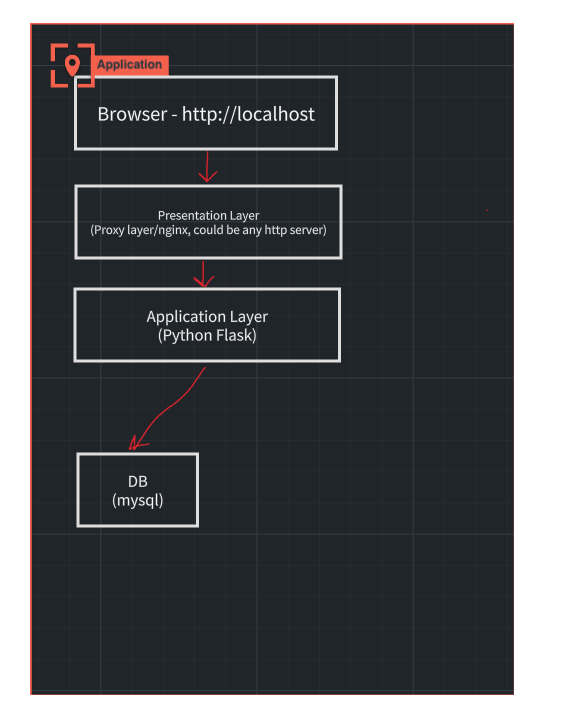 Application
Browser - http://localhost
Presentation Layer
(Proxy layer/nginx, could be any http server)
Application Layer
(Python Flask)
DB
(mysql)